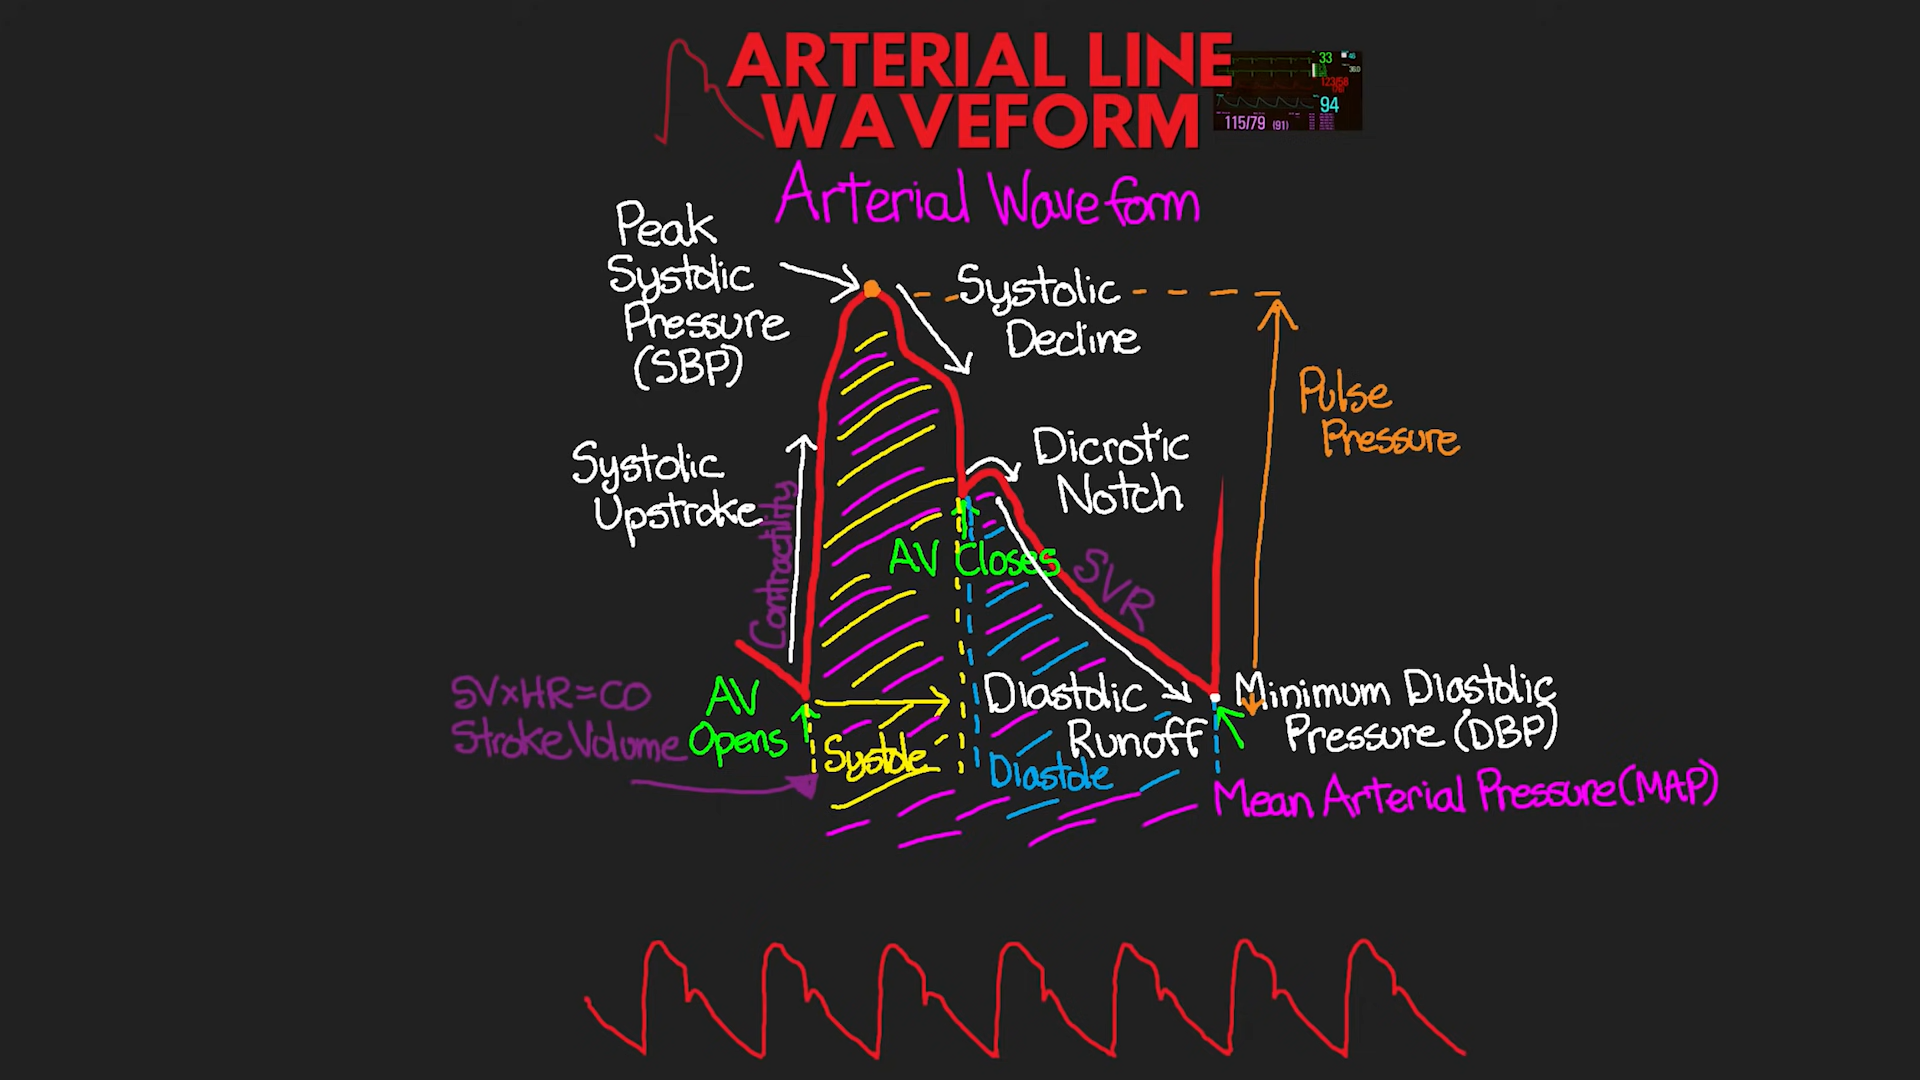 ARTERIAL LINE
WAVEFORM
33
123/58
94
115/79 (91)
Arterial Waveform
Peak
Systolic
Pressure
(SBP)
Systolic
Decline
Pulse
Pressure
Dicrotic
Notch
Systolic
Upstroke
Contractility
AV Closes
SVR
SV×HR=CO
Stroke Volume
AV
Opens
Systole
Diastolic
Runoff
Diastole
Minimum Diastolic
Pressure (DBP)
Mean Arterial Pressure (MAP)